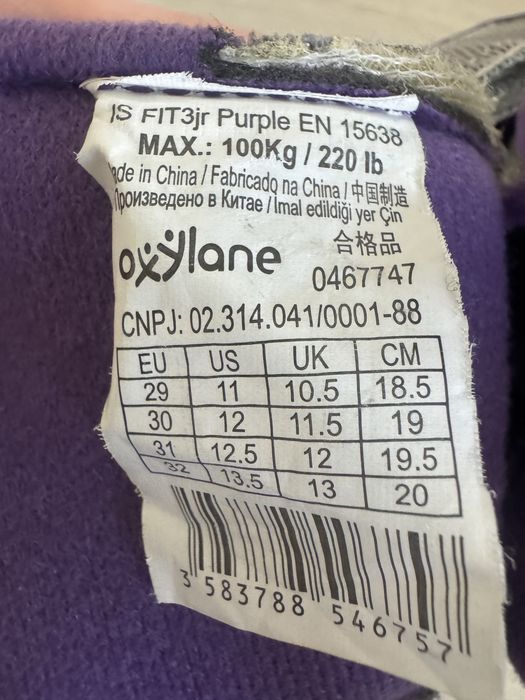 IS FIT3jr Purple EN 15638
MAX.: 100Kg / 220 lb
ade in China / Fabricado na China / 中国制造
Произведено в Китае / Imal edildiği yer Çin
oxylane
合格品
0467747
CNPJ: 02.314.041/0001-88
EU US UK CM
29 11 10.5 18.5
30 12 11.5 19
31 12.5 12 19.5
32 13.5 13 20
3 583788 546757